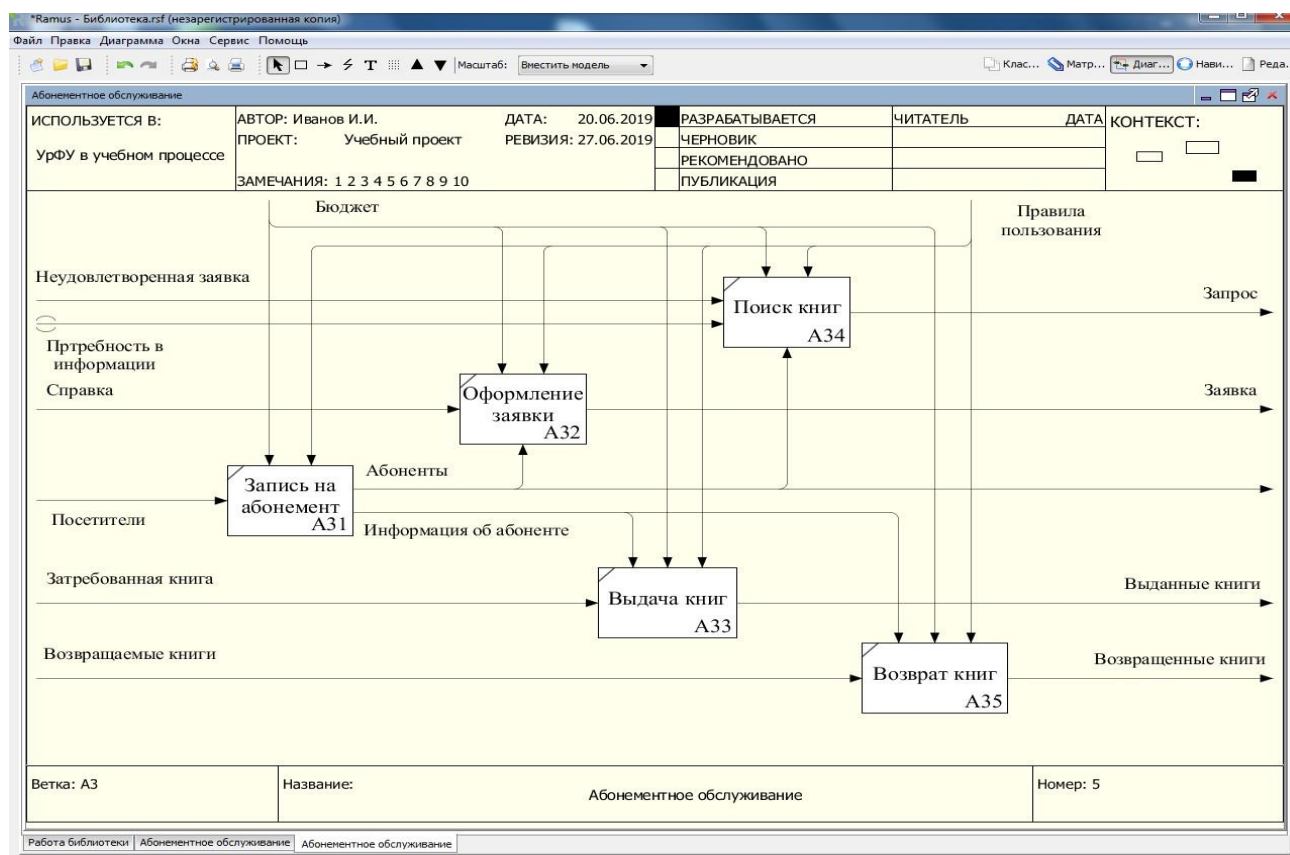 *Ramus - Библиотека.rsf (незарегистрированная копия)
Файл Правка Диаграмма Окна Сервис Помощь
Масштаб: Вместить модель Клас... Матр... Диаг... Нави... Реда.
Абонементное обслуживание
ИСПОЛЬЗУЕТСЯ В: АВТОР: Иванов И.И. ДАТА: 20.06.2019 РАЗРАБАТЫВАЕТСЯ ЧИТАТЕЛЬ ДАТА КОНТЕКСТ:
УрФУ в учебном процессе ПРОЕКТ: Учебный проект РЕВИЗИЯ: 27.06.2019 ЧЕРНОВИК
РЕКОМЕНДОВАНО
ЗАМЕЧАНИЯ: 1 2 3 4 5 6 7 8 9 10 ПУБЛИКАЦИЯ
Бюджет
Правила
пользования
Неудовлетворенная заявка
Запрос
Поиск книг
A34
Пртребность в
информации
Справка
Оформление
заявки
A32
Заявка
Абоненты
Запись на
абонемент
A31
Посетители
Информация об абоненте
Затребованная книга
Выдача книг
A33
Выданные книги
Возвращаемые книги
Возврат книг
A35
Возвращенные книги
Ветка: A3 Название: Абонементное обслуживание Номер: 5
Работа библиотеки Абонементное обслуживание Абонементное обслуживание